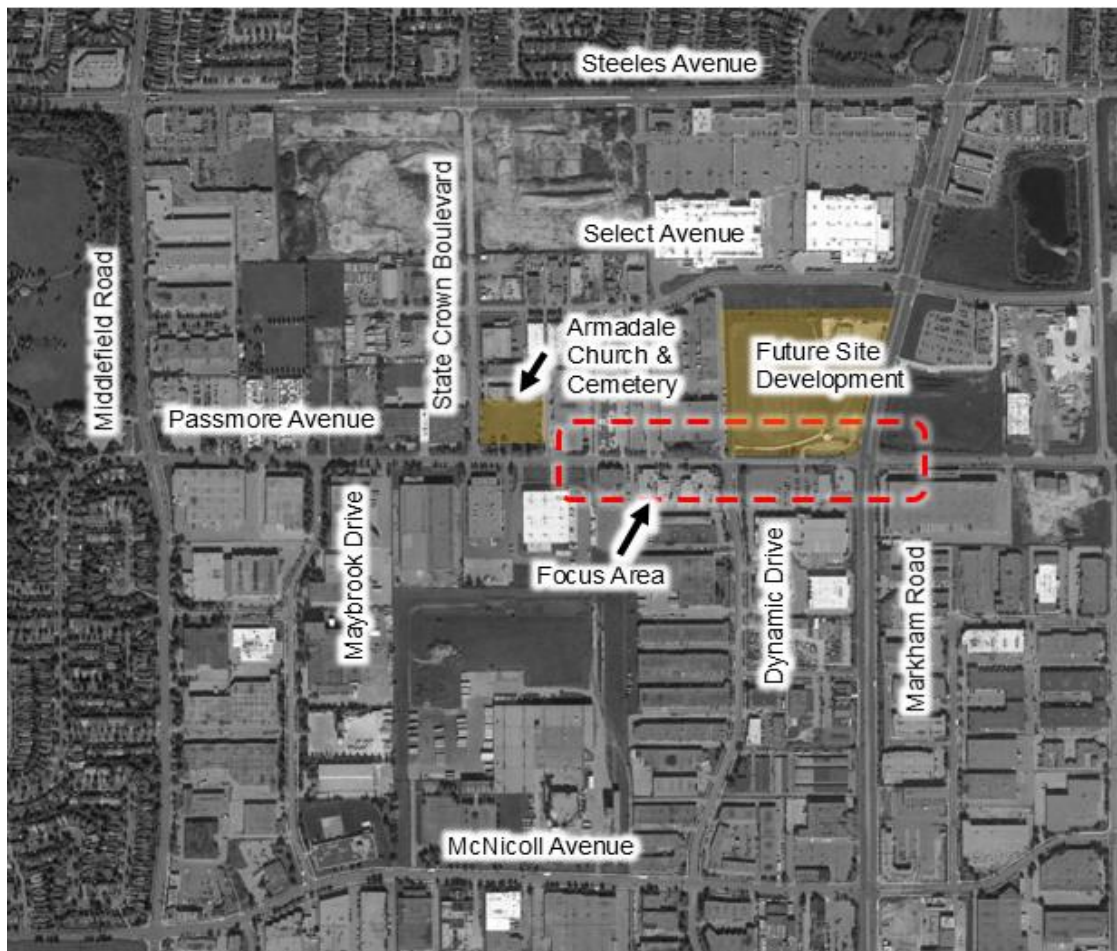 Steeles Avenue
Middlefield Road
State Crown Boulevard
Select Avenue
Armadale
Church &
Cemetery
Future Site
Development
Passmore Avenue
Maybrook Drive
Focus Area
Dynamic Drive
Markham Road
McNicoll Avenue